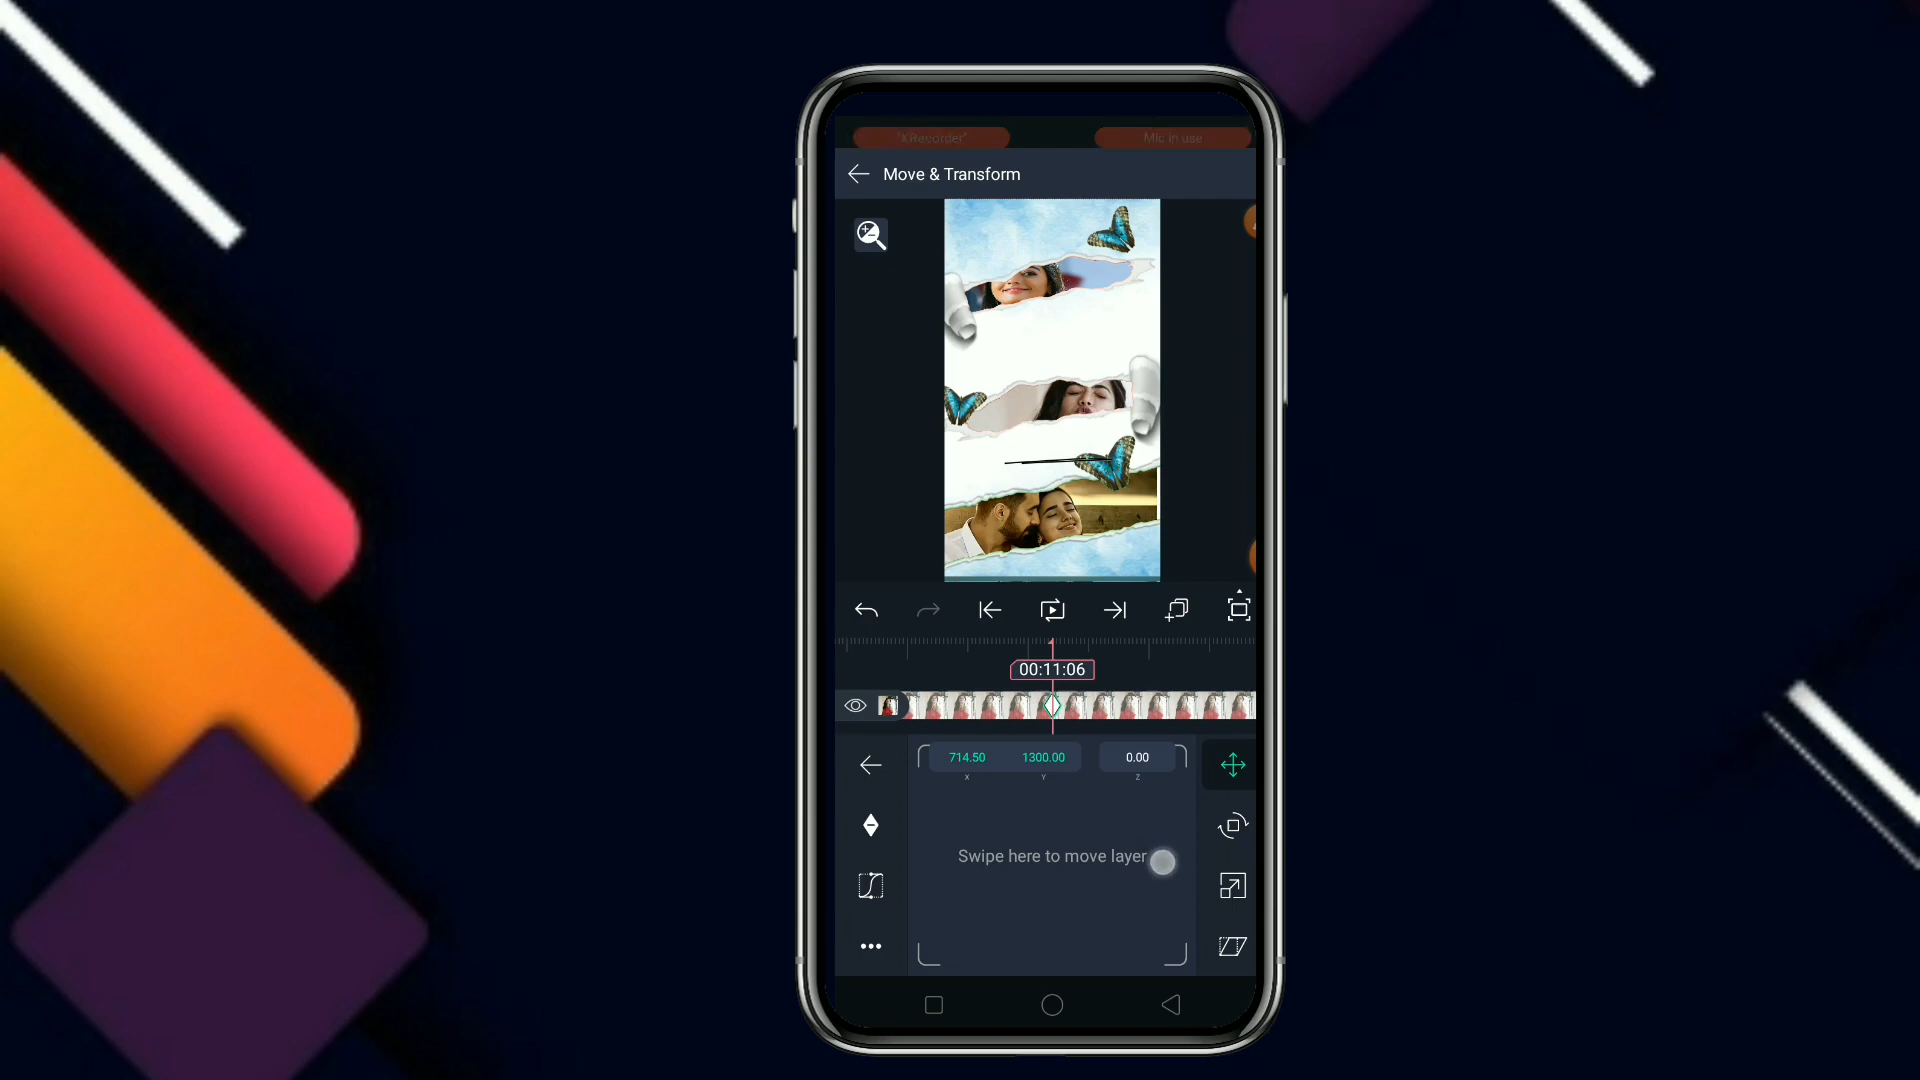 "XRecorder"
Mic in use
Move & Transform
00:11:06
714.50 1300.00 0.00
X Y Z
Swipe here to move layer